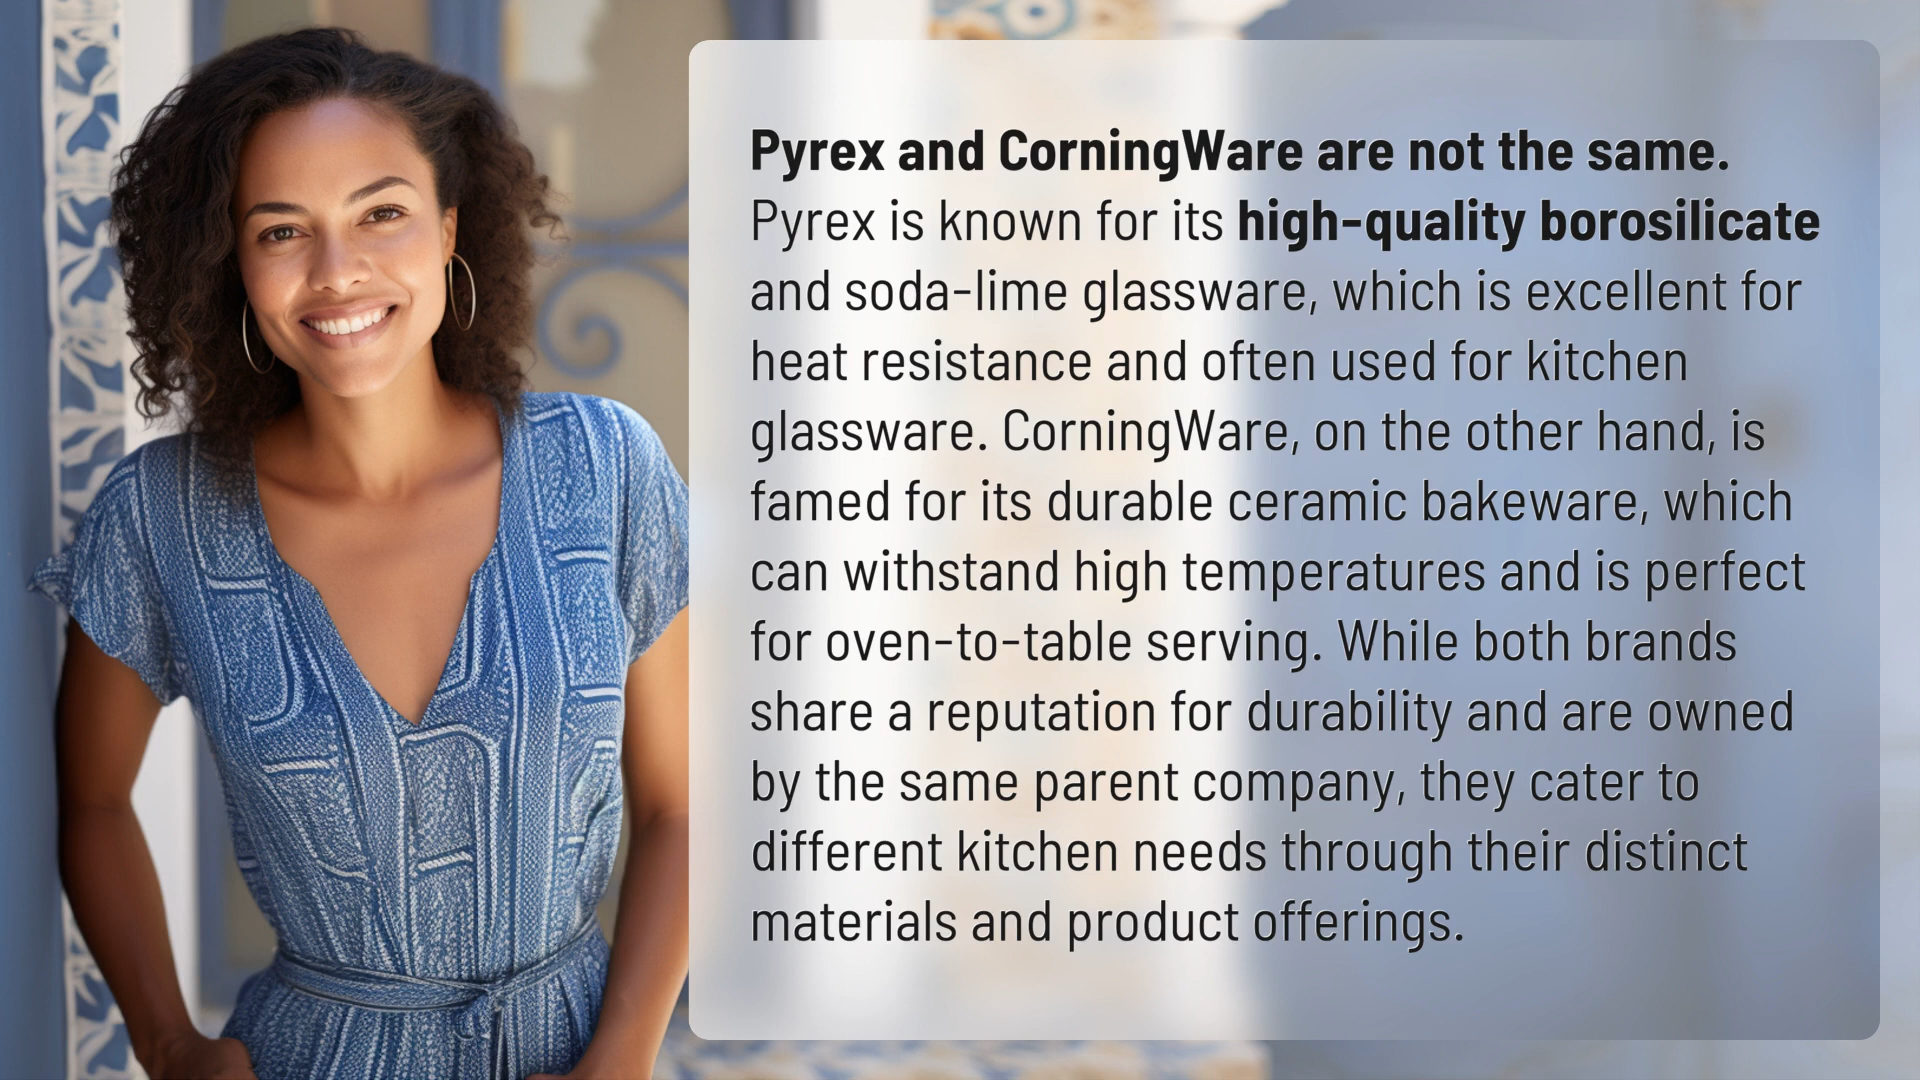 Pyrex and CorningWare are not the same.
Pyrex is known for its high-quality borosilicate
and soda-lime glassware, which is excellent for
heat resistance and often used for kitchen
glassware. CorningWare, on the other hand, is
famed for its durable ceramic bakeware, which
can withstand high temperatures and is perfect
for oven-to-table serving. While both brands
share a reputation for durability and are owned
by the same parent company, they cater to
different kitchen needs through their distinct
materials and product offerings.